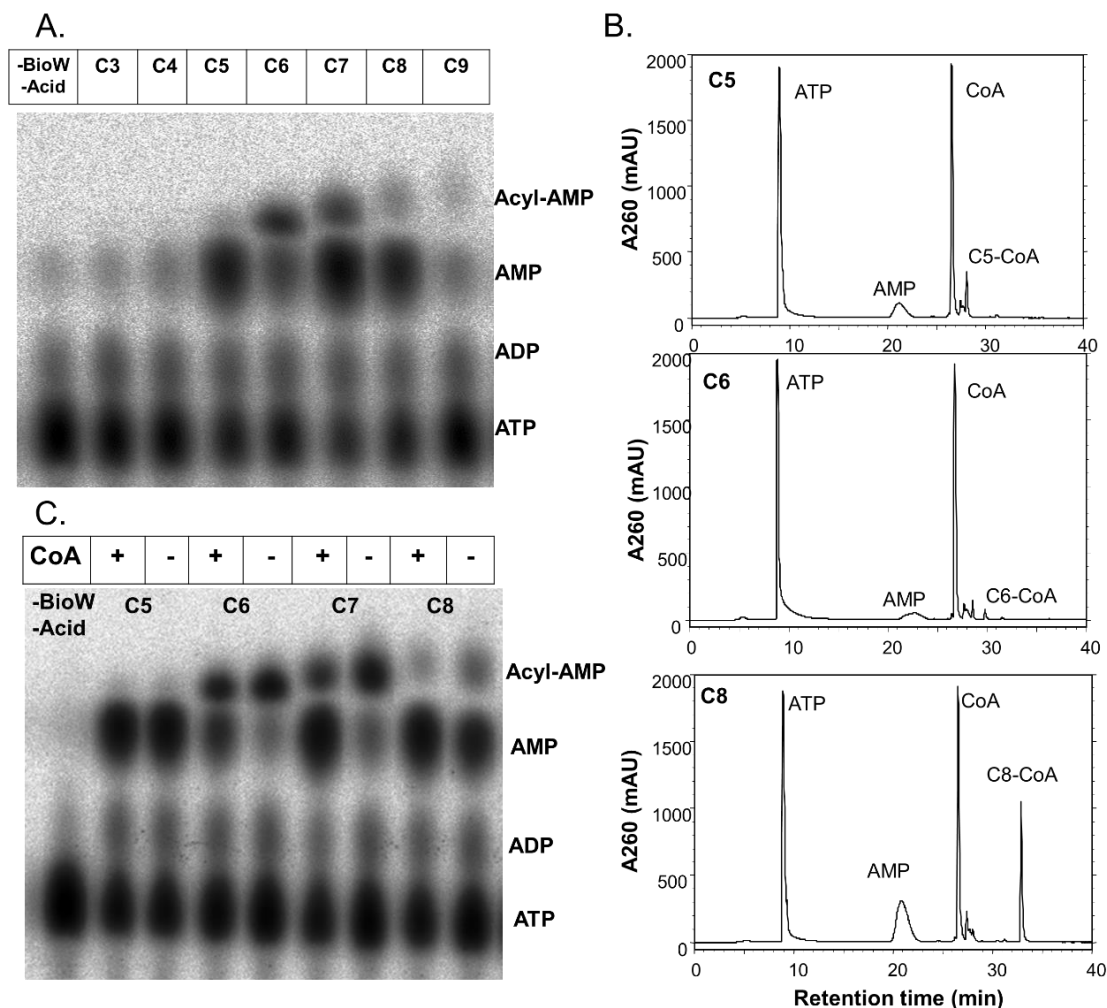 A.
-BioW
-Acid
C3
C4
C5
C6
C7
C8
C9
Acyl-AMP
AMP
ADP
ATP
B.
C5
ATP
CoA
AMP
C5-CoA
A260 (mAU)
2000
1500
1000
500
0
0
10
20
30
40
C6
ATP
CoA
AMP
C6-CoA
A260 (mAU)
2000
1500
1000
500
0
0
10
20
30
40
C8
ATP
CoA
C8-CoA
AMP
A260 (mAU)
2000
1500
1000
500
0
0
10
20
30
40
Retention time (min)
C.
CoA + - + - + - + -
-BioW
-Acid
C5
C6
C7
C8
Acyl-AMP
AMP
ADP
ATP